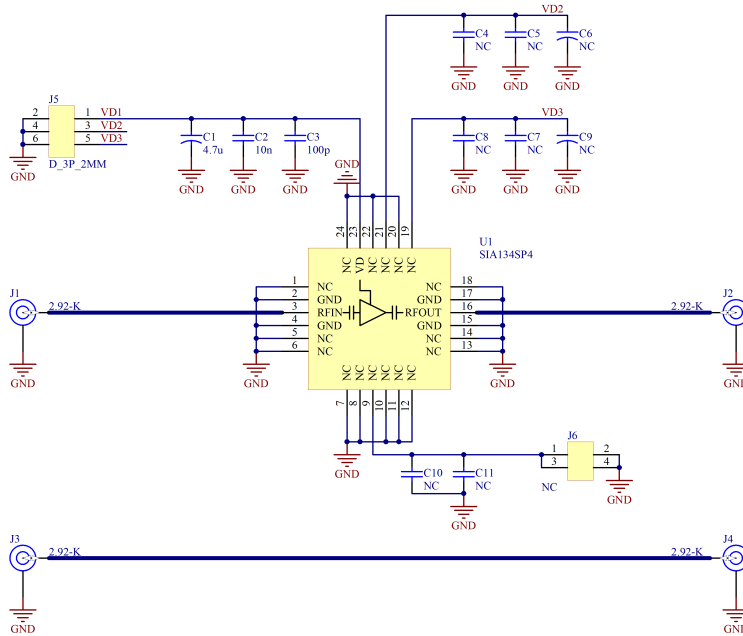 VD2
C4
NC
C5
NC
C6
NC
GND
GND
GND
J5
2
1
VD1
4
3
VD2
6
5
VD3
GND
D_3P_2MM
C1
4.7u
C2
10n
C3
100p
GND
GND
GND
GND
VD3
C8
NC
C7
NC
C9
NC
GND
GND
GND
24
23
22
21
20
19
NC
VD
NC
NC
NC
NC
U1
SIA134SP4
1
NC
NC
18
2
GND
GND
17
3
RFIN
RFOUT
16
4
GND
GND
15
5
NC
NC
14
6
NC
NC
13
J1
2.92-K
GND
GND
2.92-K
J2
GND
GND
NC
NC
NC
NC
NC
NC
7
8
9
10
11
12
GND
C10
NC
C11
NC
GND
J6
1
2
3
4
NC
GND
J3
2.92-K
GND
2.92-K
J4
GND